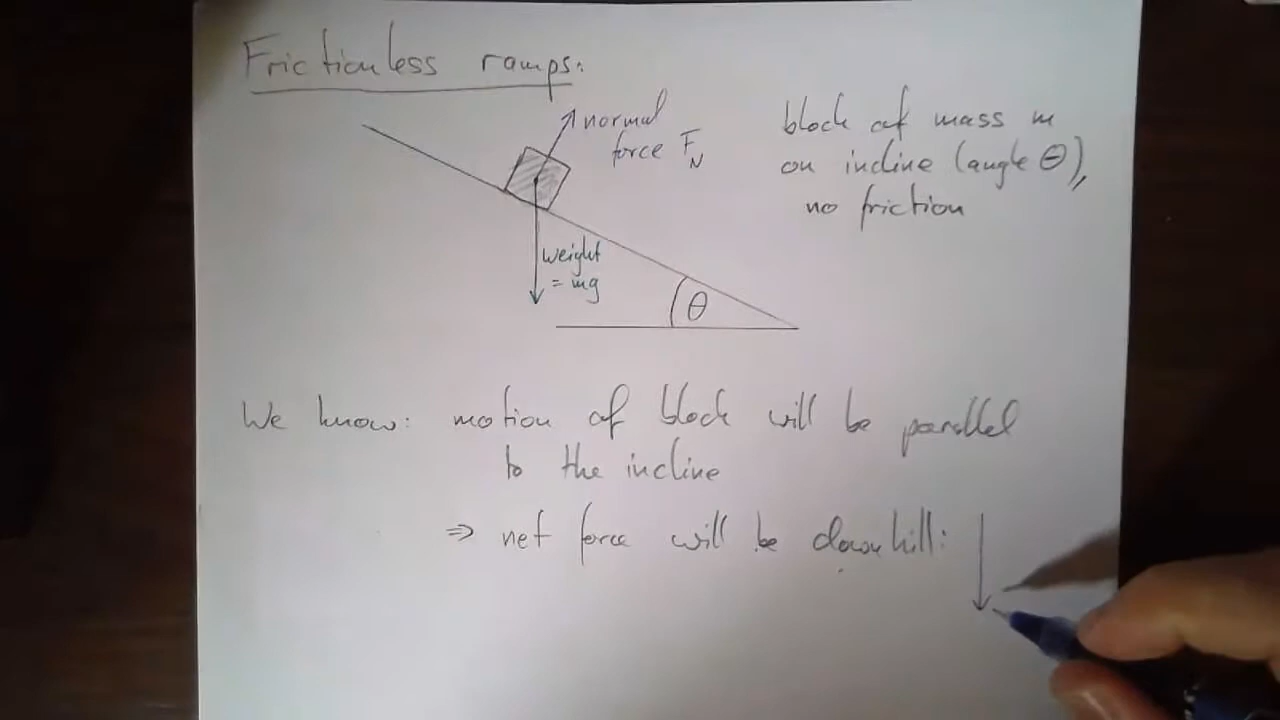 Frictionless ramps:
normal
force F_N
block of mass m
on incline (angle θ),
no friction
weight
= mg
θ
We know: motion of block will be parallel
to the incline
⇒ net force will be downhill: